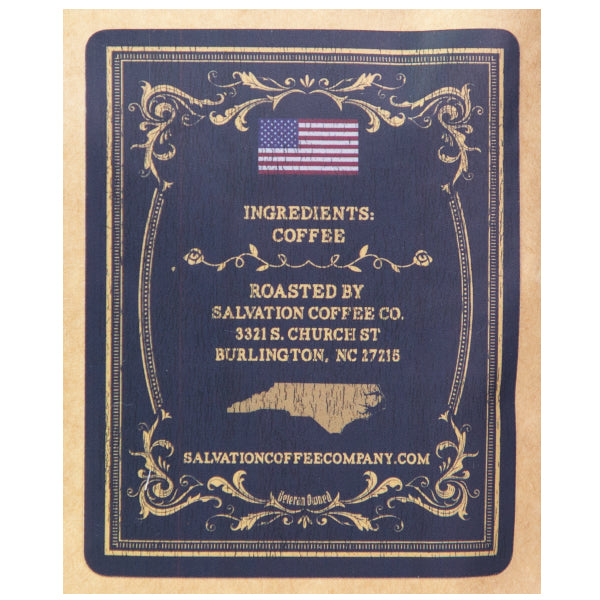 INGREDIENTS:
COFFEE
ROASTED BY
SALVATION COFFEE CO.
3321 S. CHURCH ST
BURLINGTON, NC 27215
SALVATIONCOFFEECOMPANY.COM
Veteran Owned